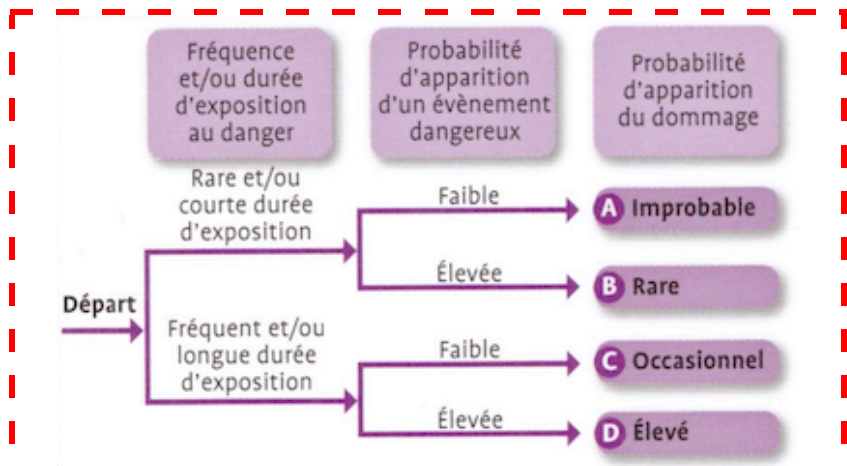 Fréquence
et/ou durée
d'exposition
au danger
Probabilité
d'apparition
d'un évènement
dangereux
Probabilité
d'apparition
du dommage
Départ
Rare et/ou
courte durée
d'exposition
Faible
A Improbable
Élevée
B Rare
Fréquent et/ou
longue durée
d'exposition
Faible
C Occasionnel
Élevée
D Élevé